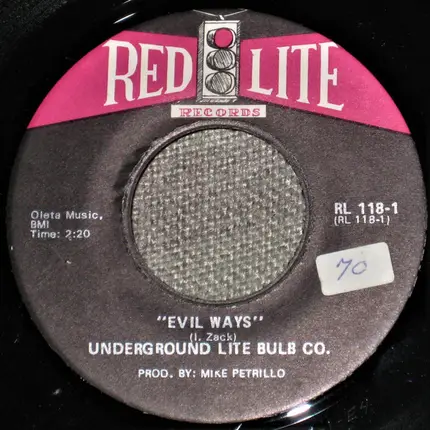 RED LITE
RECORDS
Oleta Music,
BMI
Time: 2:20
RL 118-1
(RL 118-1)
70
"EVIL WAYS"
(I. Zack)
UNDERGROUND LITE BULB CO.
PROD. BY: MIKE PETRILLO